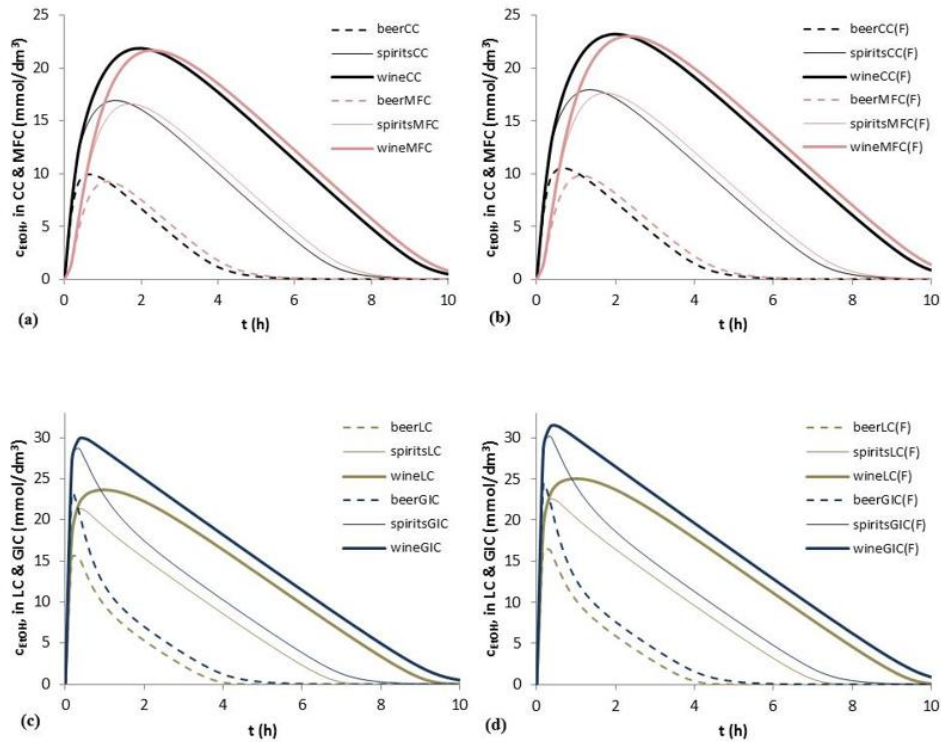 c_EtOH, in CC & MFC (mmol/dm³)
25
20
15
10
5
0
0 2 4 6 8 10
t (h)
(a)
beerCC
spiritsCC
wineCC
beerMFC
spiritsMFC
wineMFC
c_EtOH, in CC & MFC (mmol/dm³)
25
20
15
10
5
0
0 2 4 6 8 10
t (h)
(b)
beerCC(F)
spiritsCC(F)
wineCC(F)
beerMFC(F)
spiritsMFC(F)
wineMFC(F)
c_EtOH, in LC & GIC (mmol/dm³)
30
25
20
15
10
5
0
0 2 4 6 8 10
t (h)
(c)
beerLC
spiritsLC
wineLC
beerGIC
spiritsGIC
wineGIC
c_EtOH, in LC & GIC (mmol/dm³)
30
25
20
15
10
5
0
0 2 4 6 8 10
t (h)
(d)
beerLC(F)
spiritsLC(F)
wineLC(F)
beerGIC(F)
spiritsGIC(F)
wineGIC(F)